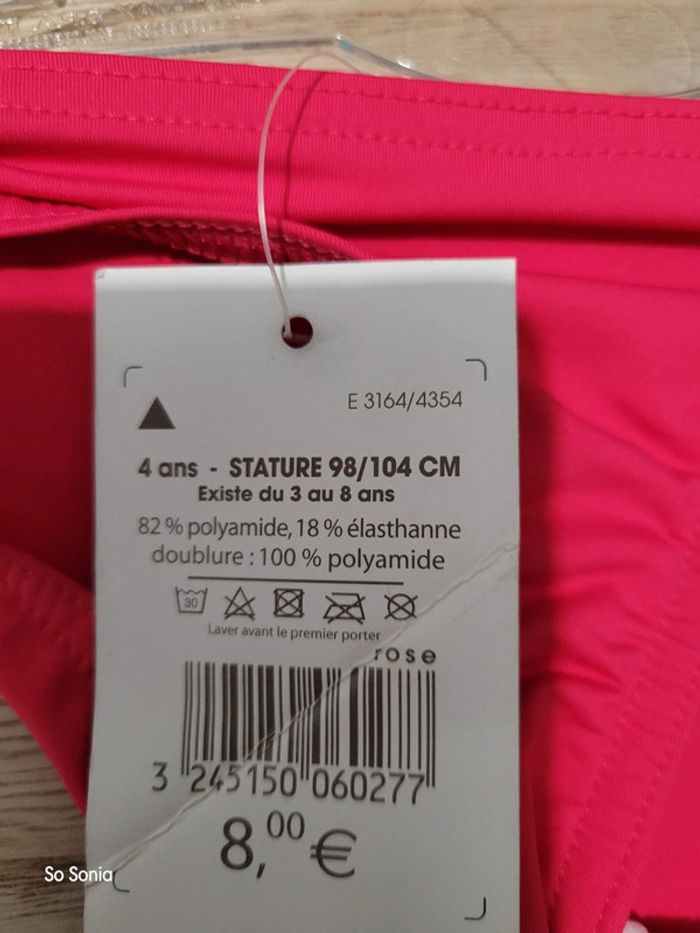 E 3164/4354
4 ans - STATURE 98/104 CM
Existe du 3 au 8 ans
82 % polyamide, 18 % élasthanne
doublure : 100 % polyamide
30
Laver avant le premier porter
rose
3 245150 060277
8,00 €
So Sonia